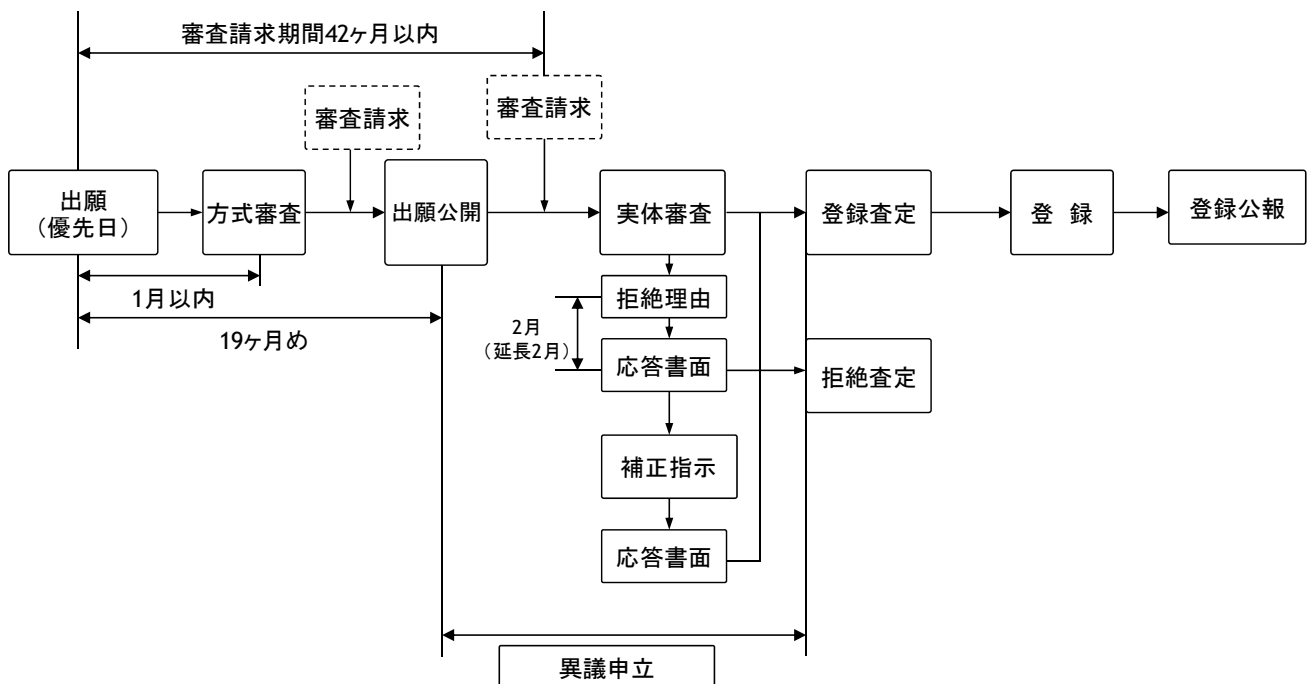 審査請求期間42ヶ月以内
審査請求
審査請求
出願
（優先日）
方式審査
出願公開
実体審査
登録査定
登 録
登録公報
1月以内
19ヶ月め
拒絶理由
2月
（延長2月）
応答書面
拒絶査定
補正指示
応答書面
異議申立